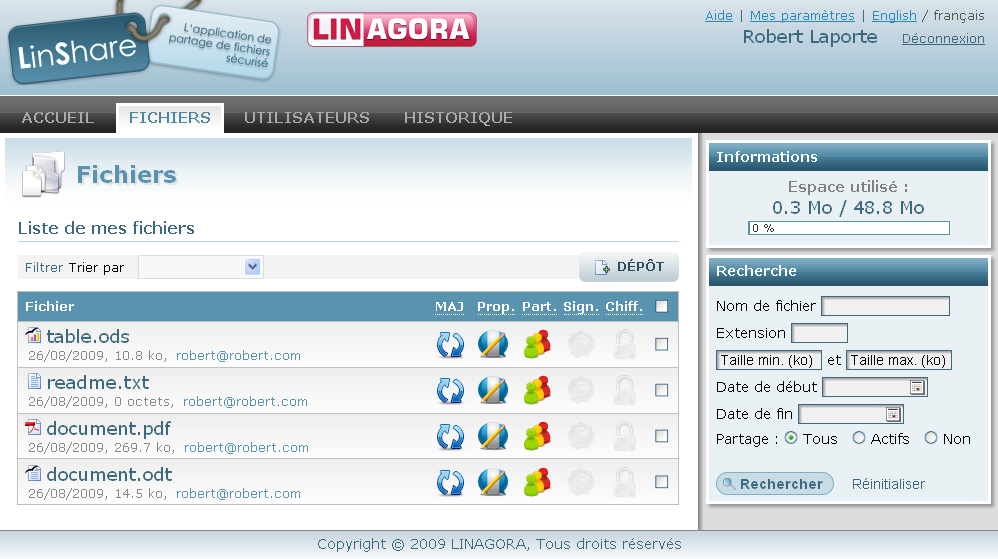 LinShare
L'application de
partage de fichiers
sécurisé
LINAGORA
Aide | Mes paramètres | English / français
Robert Laporte Déconnexion
ACCUEIL FICHIERS UTILISATEURS HISTORIQUE
Fichiers
Liste de mes fichiers
Filtrer Trier par
DÉPÔT
Fichier MAJ Prop. Part. Sign. Chiff.
table.ods
26/08/2009, 10.8 ko, robert@robert.com
readme.txt
26/08/2009, 0 octets, robert@robert.com
document.pdf
26/08/2009, 269.7 ko, robert@robert.com
document.odt
26/08/2009, 14.5 ko, robert@robert.com
Informations
Espace utilisé :
0.3 Mo / 48.8 Mo
0 %
Recherche
Nom de fichier
Extension
Taille min. (ko) et Taille max. (ko)
Date de début
Date de fin
Partage : Tous Actifs Non
Rechercher Réinitialiser
Copyright © 2009 LINAGORA, Tous droits réservés